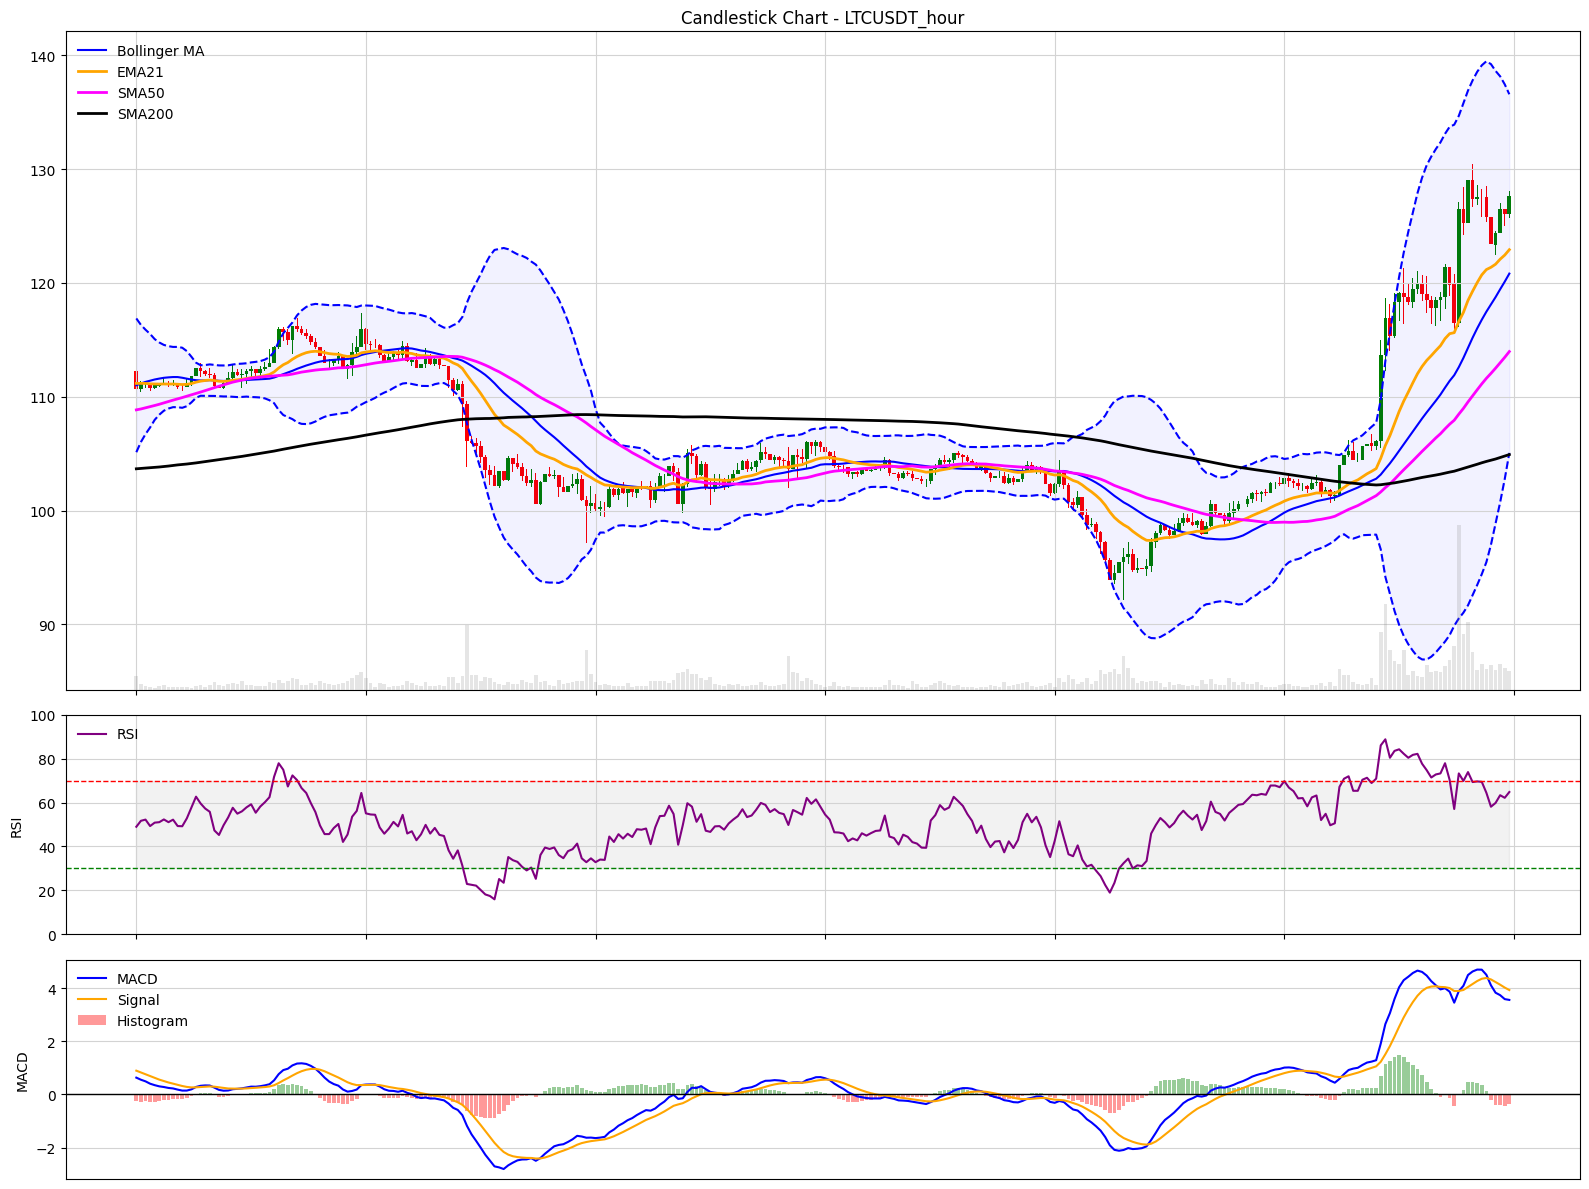 Candlestick Chart - LTCUSDT_hour
Bollinger MA
EMA21
SMA50
SMA200
140
130
120
110
100
90
RSI
100
80
60
40
20
0
RSI
MACD
Signal
Histogram
4
2
0
−2
MACD